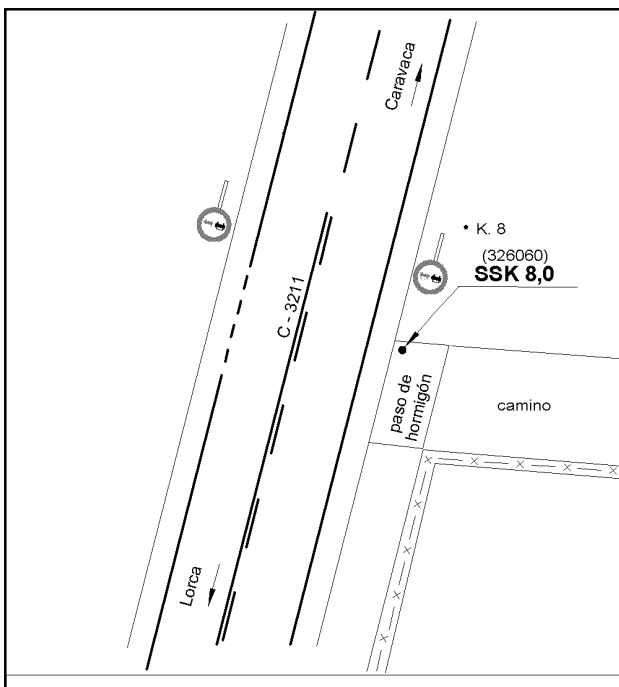 Caravaca
K. 8
(326060)
SSK 8,0
C - 3211
paso de
hormigón
camino
Lorca